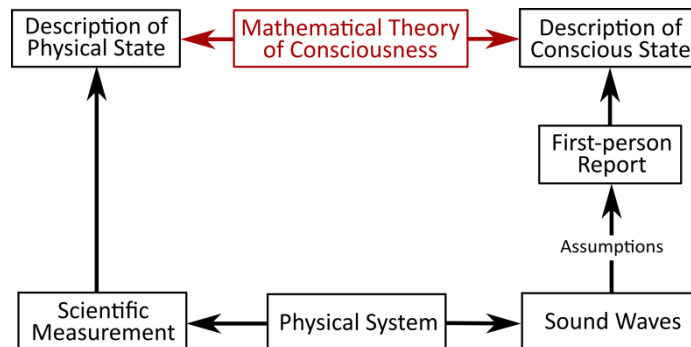 Description of
Physical State
Mathematical Theory
of Consciousness
Description of
Conscious State
First-person
Report
Assumptions
Scientific
Measurement
Physical System
Sound Waves